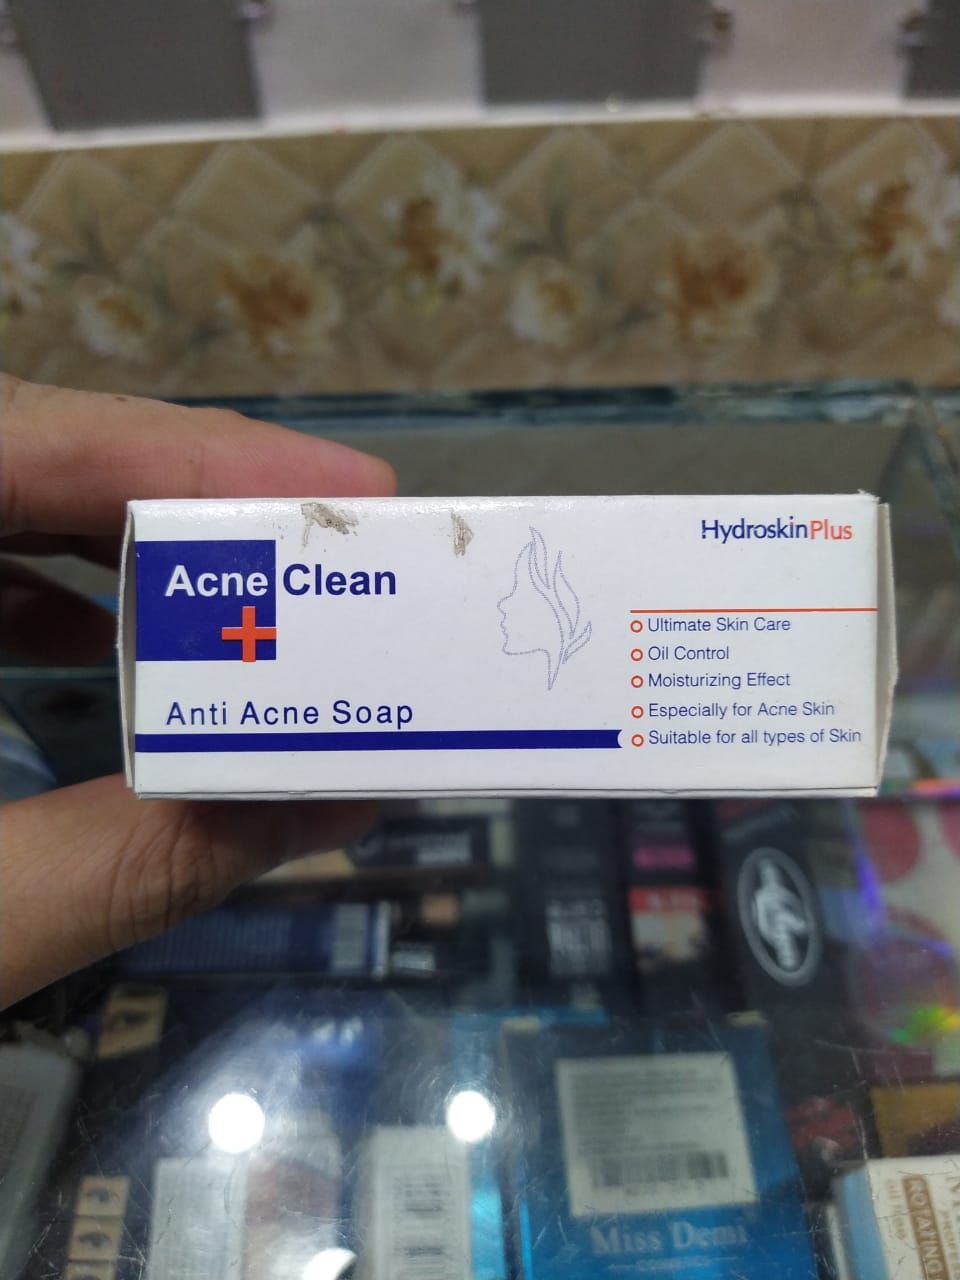 HydroskinPlus
Acne Clean
Anti Acne Soap
Ultimate Skin Care
Oil Control
Moisturizing Effect
Especially for Acne Skin
Suitable for all types of Skin
Miss Demi
ROTATING